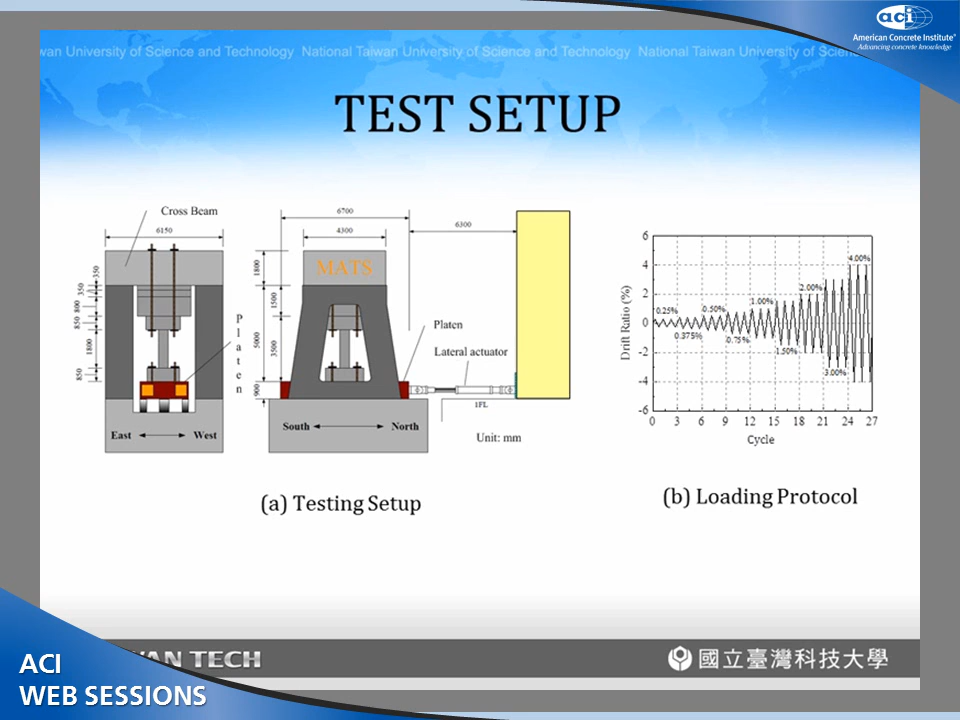 aci
American Concrete Institute®
Advancing concrete knowledge
wan University of Science and Technology National Taiwan University of Science and Technology National Taiwan University of
TEST SETUP
Cross Beam
6150
350
350
800
850
1800
850
Platen
East West
6700
4300
6300
1800
1500
5000
3500
900
MATS
Platen
Lateral actuator
1FL
South North
Unit: mm
(a) Testing Setup
6
4
2
0
-2
-4
-6
Drift Ratio (%)
0.25%
0.375%
0.50%
0.75%
1.00%
1.50%
2.00%
3.00%
4.00%
0 3 6 9 12 15 18 21 24 27
Cycle
(b) Loading Protocol
WAN TECH
國立臺灣科技大學
ACI
WEB SESSIONS